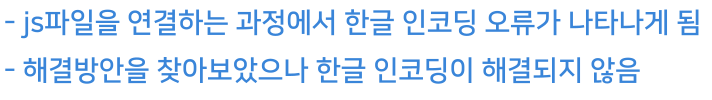 - js파일을 연결하는 과정에서 한글 인코딩 오류가 나타나게 됨
- 해결방안을 찾아보았으나 한글 인코딩이 해결되지 않음